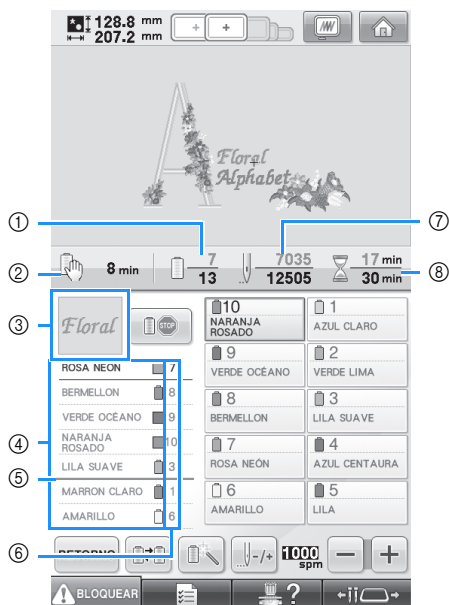 128.8 mm
207.2 mm
Floral
Alphabet
① ⑦
② 8 min 7 7035 17 min ⑧
13 12505 30 min
③ Floral STOP
10 NARANJA ROSADO
1 AZUL CLARO
9 VERDE OCÉANO
2 VERDE LIMA
8 BERMELLON
3 LILA SUAVE
7 ROSA NEÓN
4 AZUL CENTAURA
6 AMARILLO
5 LILA
ROSA NEÓN 7
BERMELLON 8
VERDE OCÉANO 9
④ NARANJA ROSADO 10
⑤ LILA SUAVE 3
MARRON CLARO 1
AMARILLO 6
⑥
RETORNO -/+ 1000 spm − +
BLOQUEAR ?